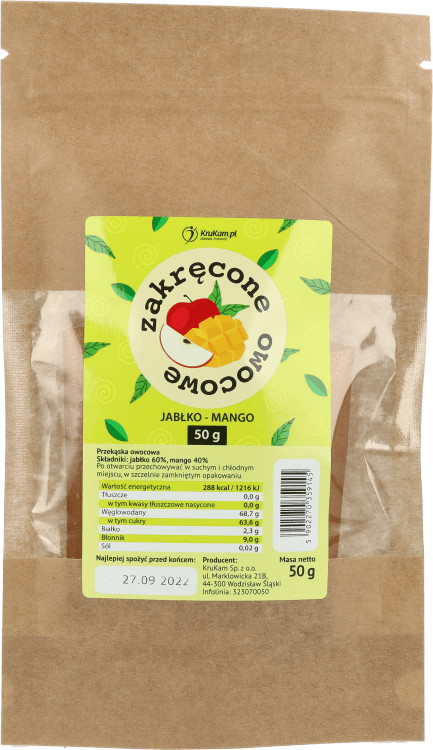 KruKam.pl
zakręcone owocowe
JABŁKO - MANGO
50 g
Przekąska owocowa
Składniki: jabłko 60%, mango 40%
Po otwarciu przechowywać w suchym i chłodnym
miejscu, w szczelnie zamkniętym opakowaniu.
Wartość energetyczna 288 kcal / 1216 kJ
Tłuszcze 0,0 g
w tym kwasy tłuszczowe nasycone 0,0 g
Węglowodany 68,7 g
w tym cukry 63,6 g
Białko 2,3 g
Błonnik 9,0 g
Sól 0,02 g
5 902270 359145
Najlepiej spożyć przed końcem:
27.09 2022
Producent:
KruKam Sp. z o.o.
ul. Marklowicka 21B,
44-300 Wodzisław Śląski
Infolinia: 323070050
Masa netto
50 g